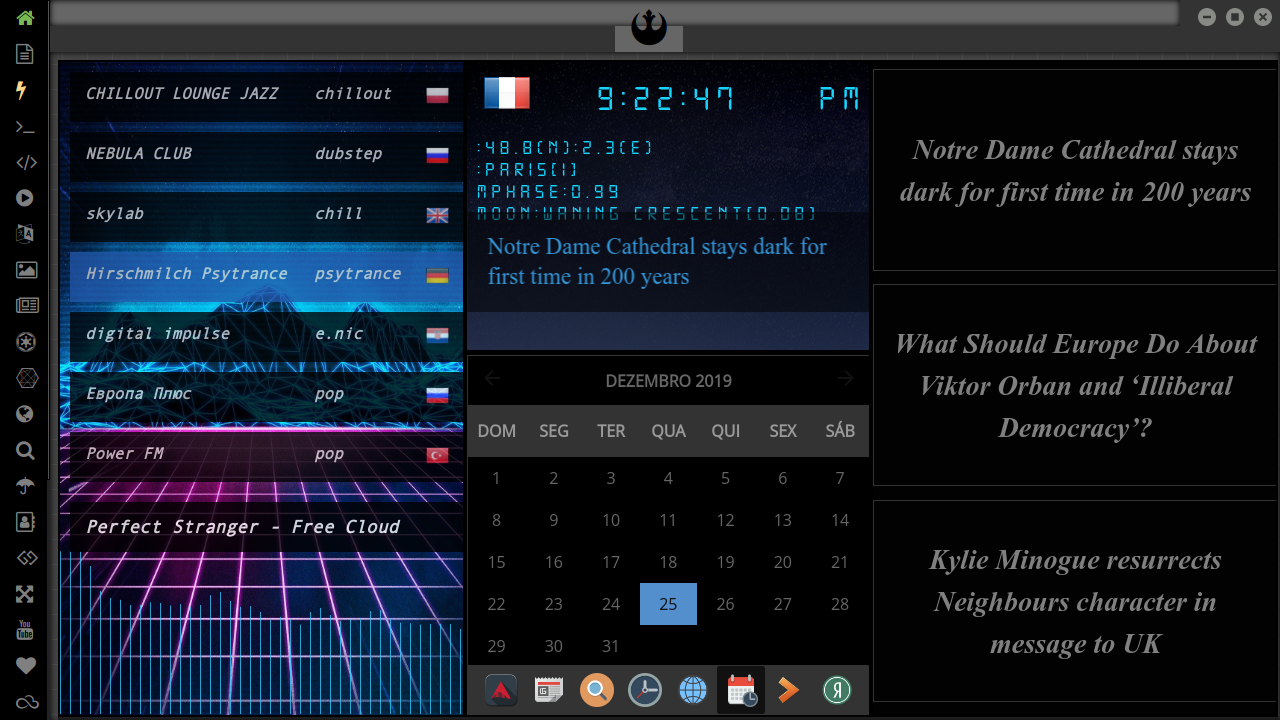 CHILLOUT LOUNGE JAZZ chillout
NEBULA CLUB dubstep
skylab chill
Hirschmilch Psytrance psytrance
digital impulse e.nic
Европа Плюс pop
Power FM pop
Perfect Stranger - Free Cloud
9:22:47 PM
:48.8(N):2.3(E)
:PARIS(1)
MPHASE:0.99
MOON:WANING CRESCENT(0.08)
Notre Dame Cathedral stays dark for
first time in 200 years
DEZEMBRO 2019
DOM SEG TER QUA QUI SEX SÁB
1 2 3 4 5 6 7
8 9 10 11 12 13 14
15 16 17 18 19 20 21
22 23 24 25 26 27 28
29 30 31
Notre Dame Cathedral stays
dark for first time in 200 years
What Should Europe Do About
Viktor Orban and ‘Illiberal
Democracy’?
Kylie Minogue resurrects
Neighbours character in
message to UK
You
Tube